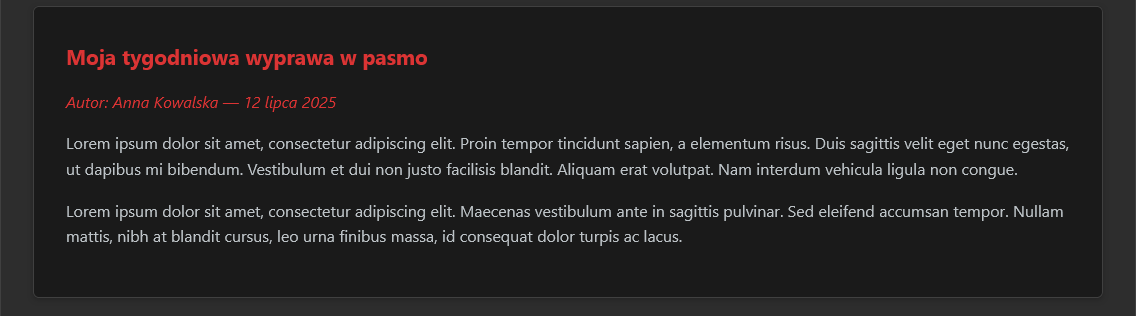 Moja tygodniowa wyprawa w pasmo
Autor: Anna Kowalska — 12 lipca 2025
Lorem ipsum dolor sit amet, consectetur adipiscing elit. Proin tempor tincidunt sapien, a elementum risus. Duis sagittis velit eget nunc egestas,
ut dapibus mi bibendum. Vestibulum et dui non justo facilisis blandit. Aliquam erat volutpat. Nam interdum vehicula ligula non congue.
Lorem ipsum dolor sit amet, consectetur adipiscing elit. Maecenas vestibulum ante in sagittis pulvinar. Sed eleifend accumsan tempor. Nullam
mattis, nibh at blandit cursus, leo urna finibus massa, id consequat dolor turpis ac lacus.